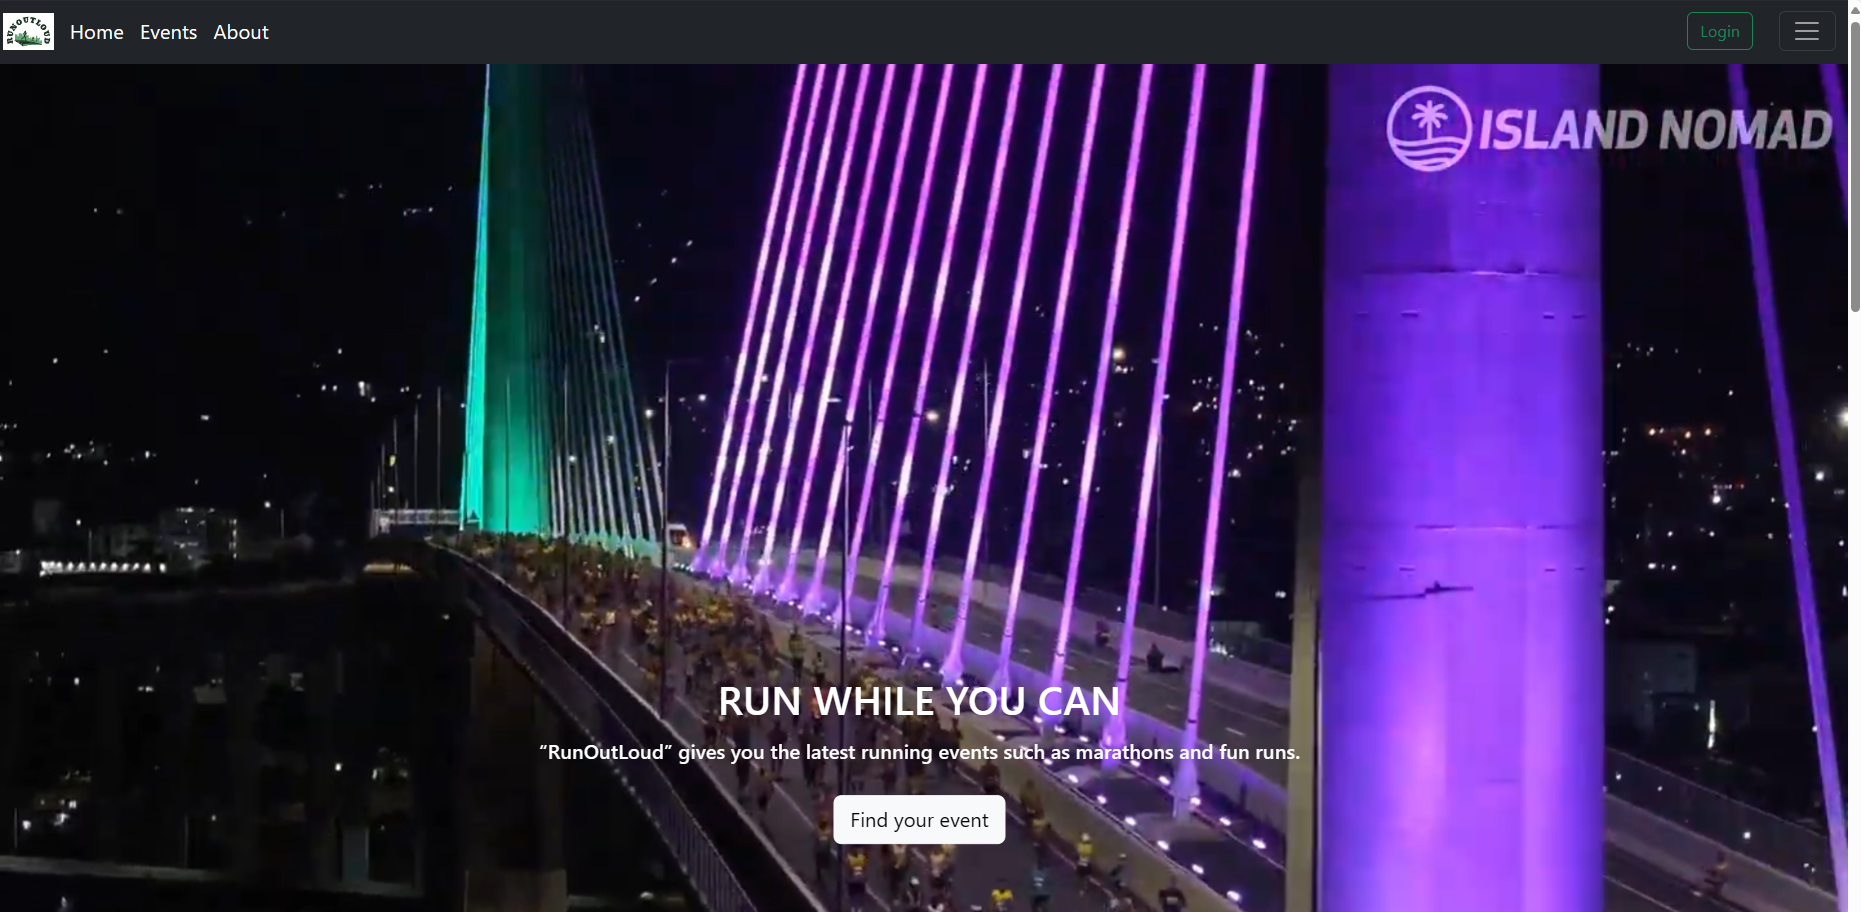 RUNOUTLOUD
Home
Events
About
Login
ISLAND NOMAD
RUN WHILE YOU CAN
“RunOutLoud” gives you the latest running events such as marathons and fun runs.
Find your event